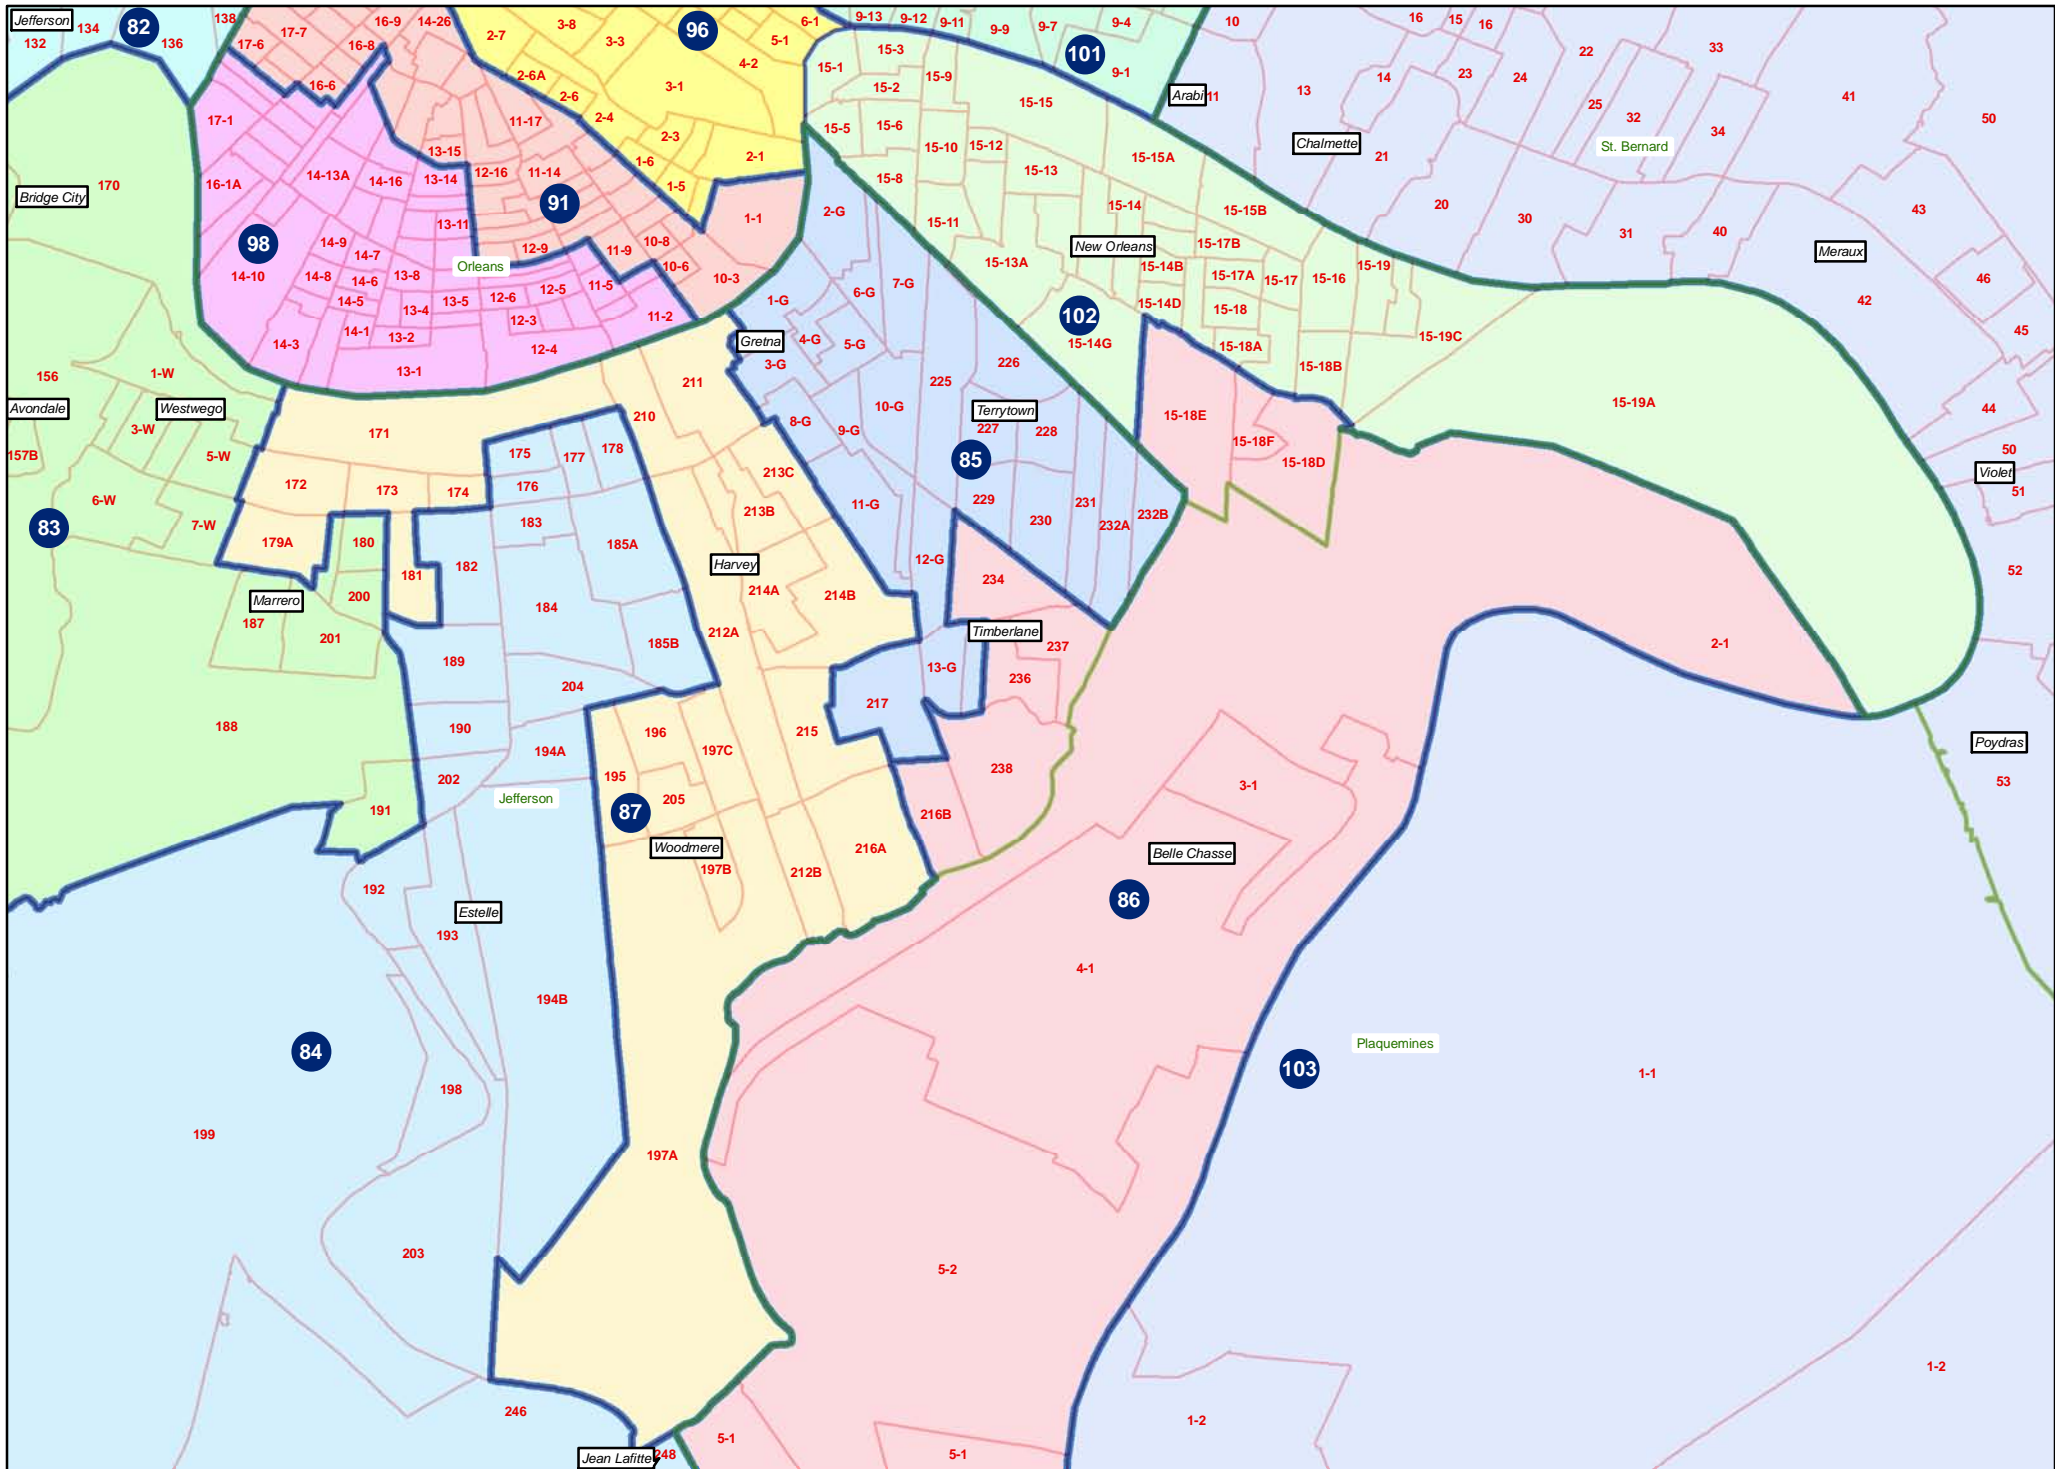 Jefferson 134 82 138 17-7 16-9 14-26 3-8 96 6-1 9-13 9-12 9-11 9-9 9-7 9-4 10 16 15 16
132 136 17-6 16-8 2-7 3-3 5-1 15-3 101 22 33
4-2 15-1 15-9 9-1 14 23 24
16-6 2-6A 3-1 15-2 15-15 Arabi 11 13 25 41
17-1 11-17 2-6 2-4 15-5 15-6 32 34 50
13-15 2-3 15-10 15-12 Chalmette St. Bernard
170 16-1A 14-13A 14-16 13-14 12-16 11-14 1-6 2-1 15-8 15-13 15-15A 21
Bridge City 91 1-5 15-14 15-15B 20 30 43
98 14-9 13-11 10-8 1-1 2-G 15-11 31 40
14-7 12-9 11-9 New Orleans 15-17B Meraux
14-10 14-8 14-6 13-8 Orleans 10-6 10-3 7-G 15-13A 15-14B 15-17A 15-17 15-16 15-19 46
14-5 13-4 13-5 12-6 12-5 11-5 1-G 6-G 15-14D 42
14-3 14-1 13-2 12-3 11-2 102 15-18 45
12-4 Gretna 4-G 5-G 15-14G 15-18A 15-19C
156 1-W 13-1 211 3-G 225 226 15-18B
Avondale Westwego 210 10-G Terrytown 15-18E 15-19A 44
3-W 171 8-G 9-G 227 228
157B 5-W 175 177 178 85 15-18F 15-18D 50
6-W 172 173 174 176 213C 229 Violet
83 7-W 183 213B 11-G 230 231 232A 232B 51
179A 180 185A 12-G
181 182 Harvey 234 52
Marrero 200 184 214A 214B
187 201 212A Timberlane 237 2-1
189 185B 13-G 236
204 217
188 190 194A 196 197C 215 238 Poydras
202 195 3-1 53
191 Jefferson 87 205 216B
Woodmere 216A Belle Chasse
192 197B 212B
Estelle 86
193 4-1
84 194B Plaquemines
103 1-1
198
199 197A
203 5-2
1-2
246 1-2
Jean Lafitte 248 5-1 5-1